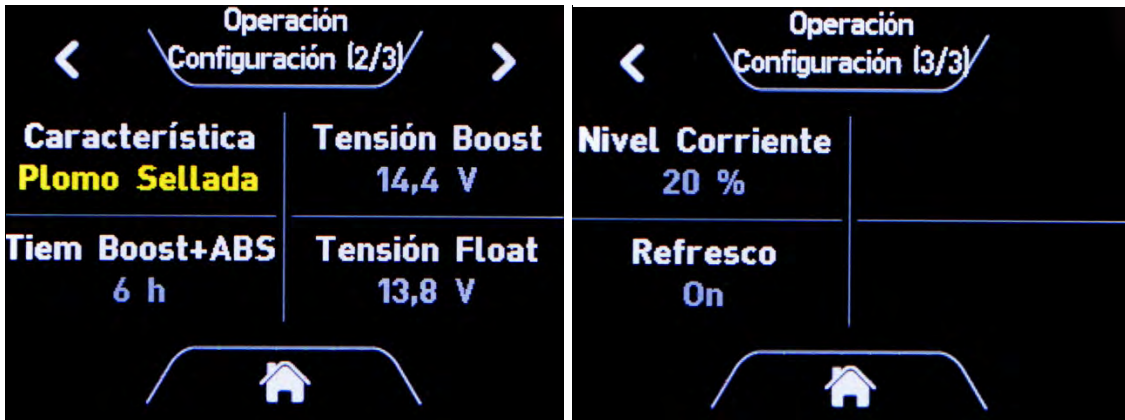 Operación
Configuración (2/3)
Característica
Plomo Sellada
Tensión Boost
14,4 V
Tiem Boost+ABS
6 h
Tensión Float
13,8 V
Operación
Configuración (3/3)
Nivel Corriente
20 %
Refresco
On